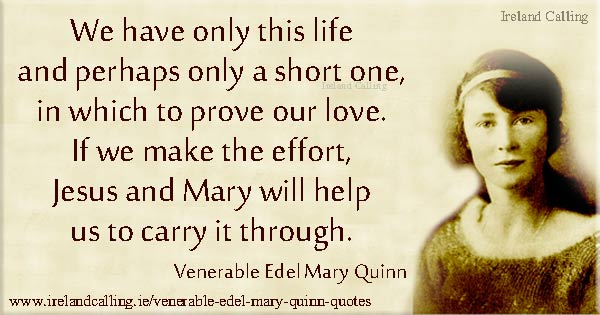 Ireland Calling
We have only this life
and perhaps only a short one,
Ireland Calling
in which to prove our love.
If we make the effort,
Jesus and Mary will help
us to carry it through.
Venerable Edel Mary Quinn
www.irelandcalling.ie/venerable-edel-mary-quinn-quotes